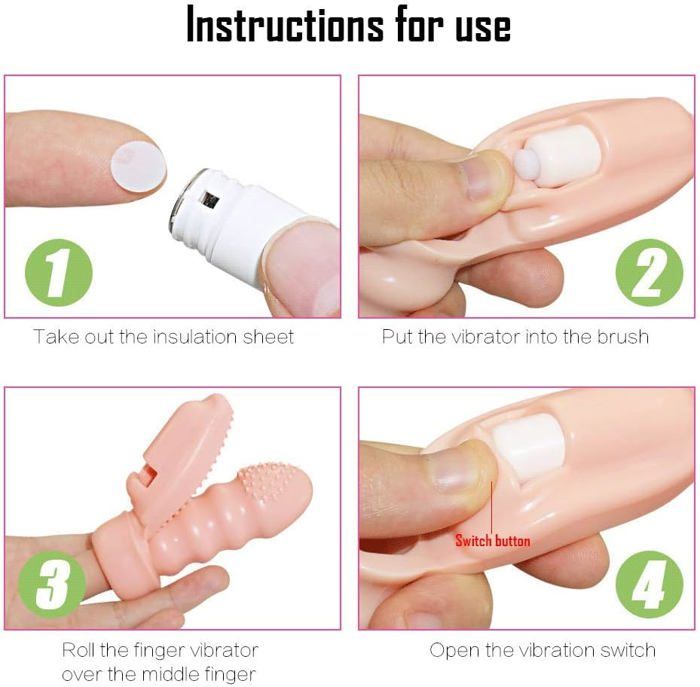 Instructions for use
1
Take out the insulation sheet
2
Put the vibrator into the brush
3
Roll the finger vibrator
over the middle finger
Switch button
4
Open the vibration switch